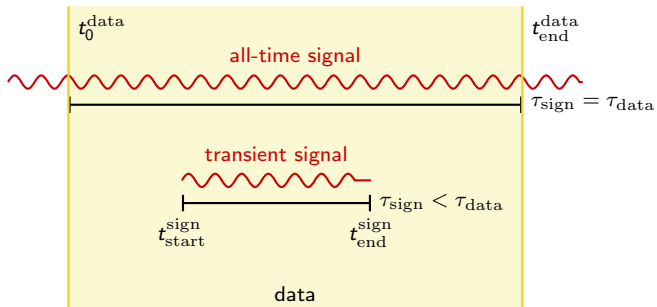 t_0^data
t_end^data
all-time signal
τ_sign = τ_data
transient signal
τ_sign < τ_data
t_start^sign
t_end^sign
data